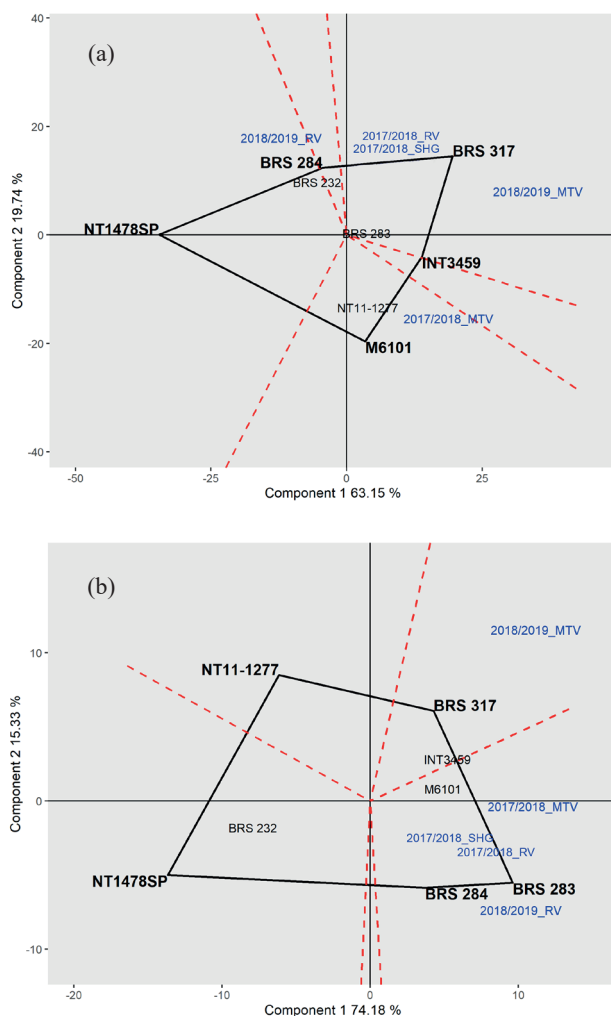 40
(a)
20
2018/2019_RV
2017/2018_RV
2017/2018_SHG
BRS 317
BRS 284
BRS 232
2018/2019_MTV
NT1478SP
BRS 283
0
INT3459
NT11-1277
2017/2018_MTV
M6101
-20
-40
Component 2 19.74 %
-50
-25
0
25
Component 1 63.15 %
(b)
2018/2019_MTV
10
NT11-1277
BRS 317
INT3459
M6101
0
2017/2018_MTV
BRS 232
2017/2018_SHG
2017/2018_RV
NT1478SP
BRS 284
BRS 283
2018/2019_RV
-10
Component 2 15.33 %
-20
-10
0
10
Component 1 74.18 %